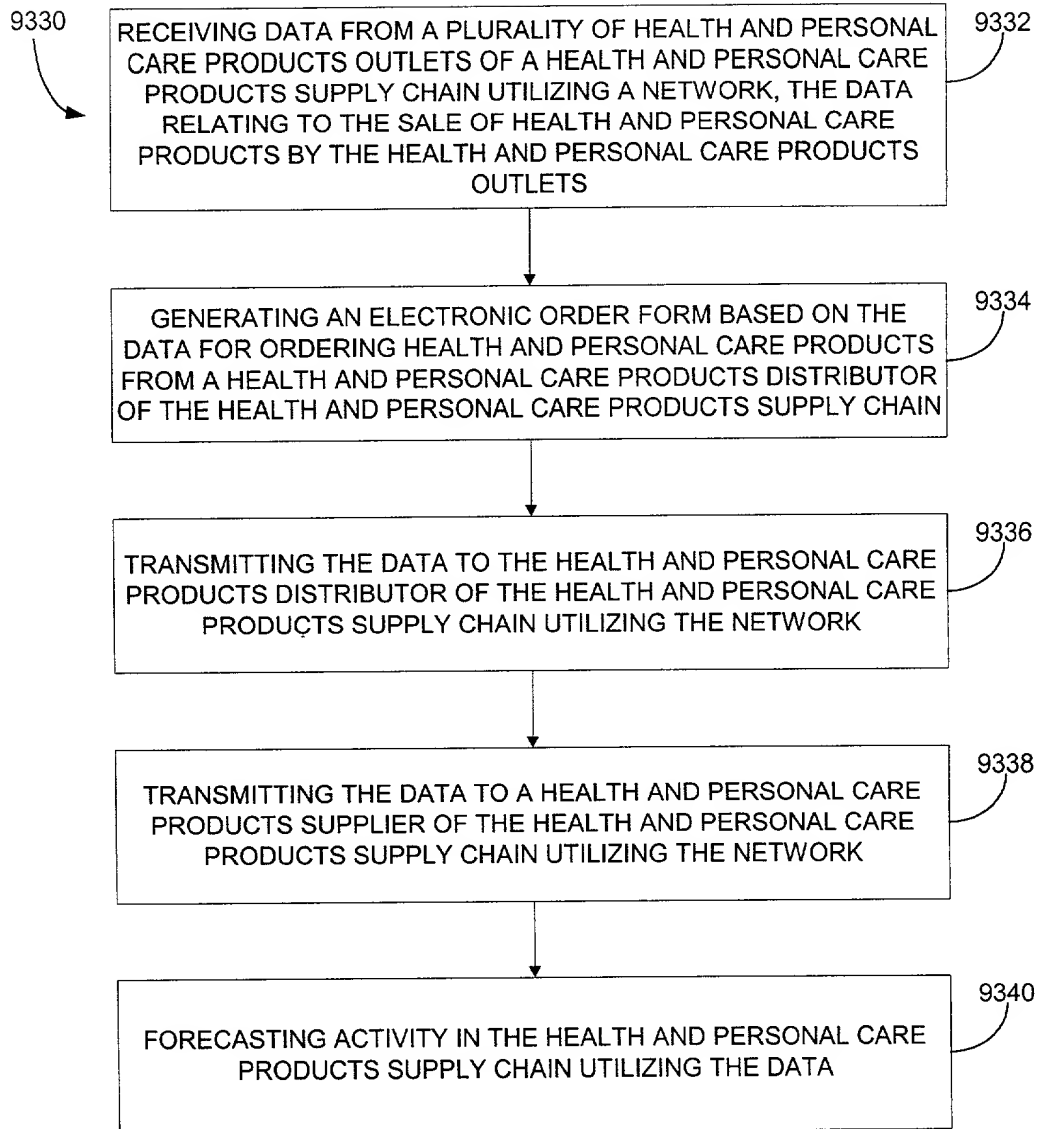 9330
RECEIVING DATA FROM A PLURALITY OF HEALTH AND PERSONAL
CARE PRODUCTS OUTLETS OF A HEALTH AND PERSONAL CARE
PRODUCTS SUPPLY CHAIN UTILIZING A NETWORK, THE DATA
RELATING TO THE SALE OF HEALTH AND PERSONAL CARE
PRODUCTS BY THE HEALTH AND PERSONAL CARE PRODUCTS
OUTLETS
9332
GENERATING AN ELECTRONIC ORDER FORM BASED ON THE
DATA FOR ORDERING HEALTH AND PERSONAL CARE PRODUCTS
FROM A HEALTH AND PERSONAL CARE PRODUCTS DISTRIBUTOR
OF THE HEALTH AND PERSONAL CARE PRODUCTS SUPPLY CHAIN
9334
TRANSMITTING THE DATA TO THE HEALTH AND PERSONAL CARE
PRODUCTS DISTRIBUTOR OF THE HEALTH AND PERSONAL CARE
PRODUCTS SUPPLY CHAIN UTILIZING THE NETWORK
9336
TRANSMITTING THE DATA TO A HEALTH AND PERSONAL CARE
PRODUCTS SUPPLIER OF THE HEALTH AND PERSONAL CARE
PRODUCTS SUPPLY CHAIN UTILIZING THE NETWORK
9338
FORECASTING ACTIVITY IN THE HEALTH AND PERSONAL CARE
PRODUCTS SUPPLY CHAIN UTILIZING THE DATA
9340